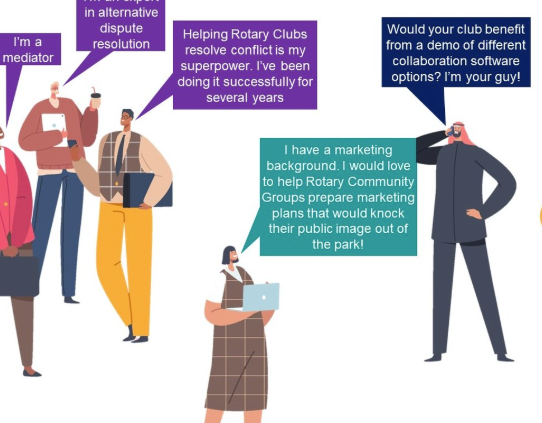 I'm an expert
in alternative
dispute
resolution
I'm a
mediator
Helping Rotary Clubs
resolve conflict is my
superpower. I've been
doing it successfully for
several years
Would your club benefit
from a demo of different
collaboration software
options? I'm your guy!
I have a marketing
background. I would love
to help Rotary Community
Groups prepare marketing
plans that would knock
their public image out of
the park!